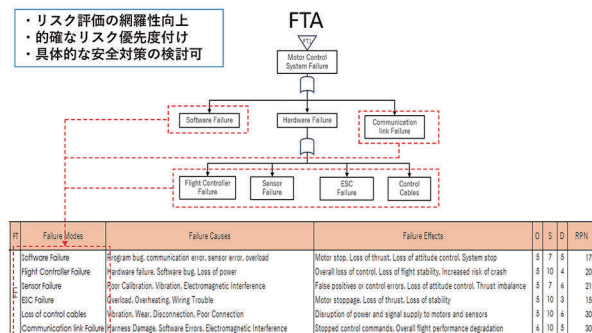 ・リスク評価の網羅性向上
・的確なリスク優先度付け
・具体的な安全対策の検討可
FTA
FT1
Motor Control
System Failure
Software Failure
Hardware Failure
Communication
link Failure
Flight Controller
Failure
Sensor
Failure
ESC
Failure
Control
Cables
FT Failure Modes Failure Causes Failure Effects O S D RPN
Software Failure Program bug, communication error, sensor error, overload Motor stop. Loss of thrust. Loss of attitude control. System stop 5 7 5 17
Flight Controller Failure Hardware failure. Software bug. Loss of power Overall loss of control. Loss of flight stability. Increased risk of crash 5 10 4 20
Sensor Failure Poor Calibration. Vibration. Electromagnetic Interference False positives or control errors. Loss of attitude control. Thrust imbalance 5 7 6 21
ESC Failure Overload. Overheating. Wiring Trouble Motor stoppage. Loss of thrust. Loss of stability 5 10 3 15
Loss of control cables Vibration. Wear. Disconnection. Poor Connection Disruption of power and signal supply to motors and sensors 5 10 6 30
Communication link Failure Harness Damage. Software Errors. Electromagnetic Interference Stopped control commands. Overall flight performance degradation 6 10 5 30